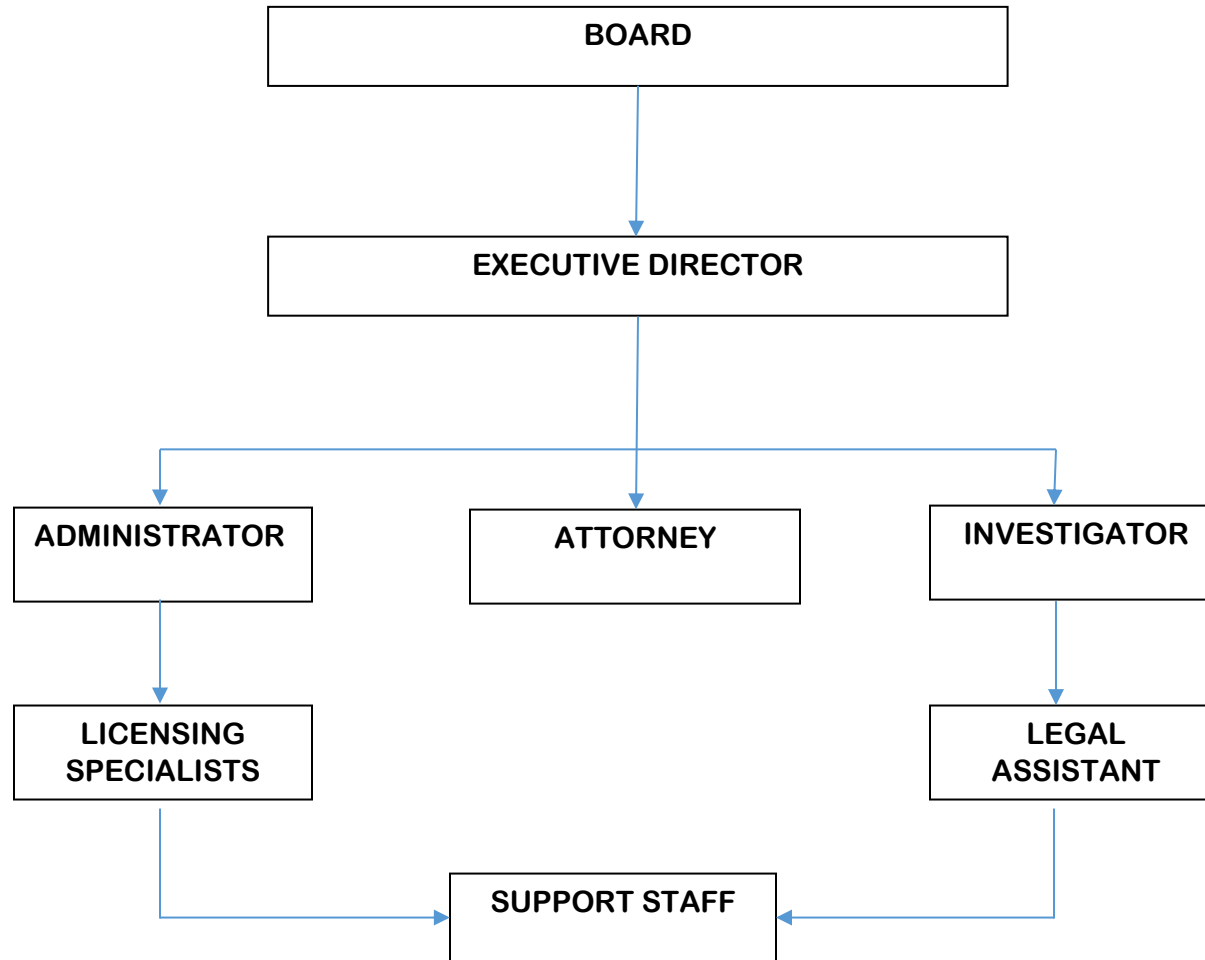 BOARD
EXECUTIVE DIRECTOR
ADMINISTRATOR
ATTORNEY
INVESTIGATOR
LICENSING
SPECIALISTS
LEGAL
ASSISTANT
SUPPORT STAFF